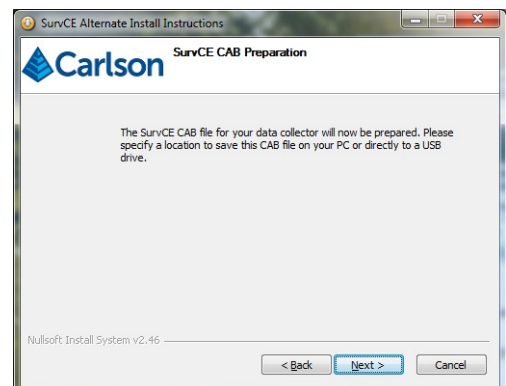 SurvCE Alternate Install Instructions
Carlson
SurvCE CAB Preparation
The SurvCE CAB file for your data collector will now be prepared. Please
specify a location to save this CAB file on your PC or directly to a USB
drive.
Nullsoft Install System v2.46
< Back
Next >
Cancel